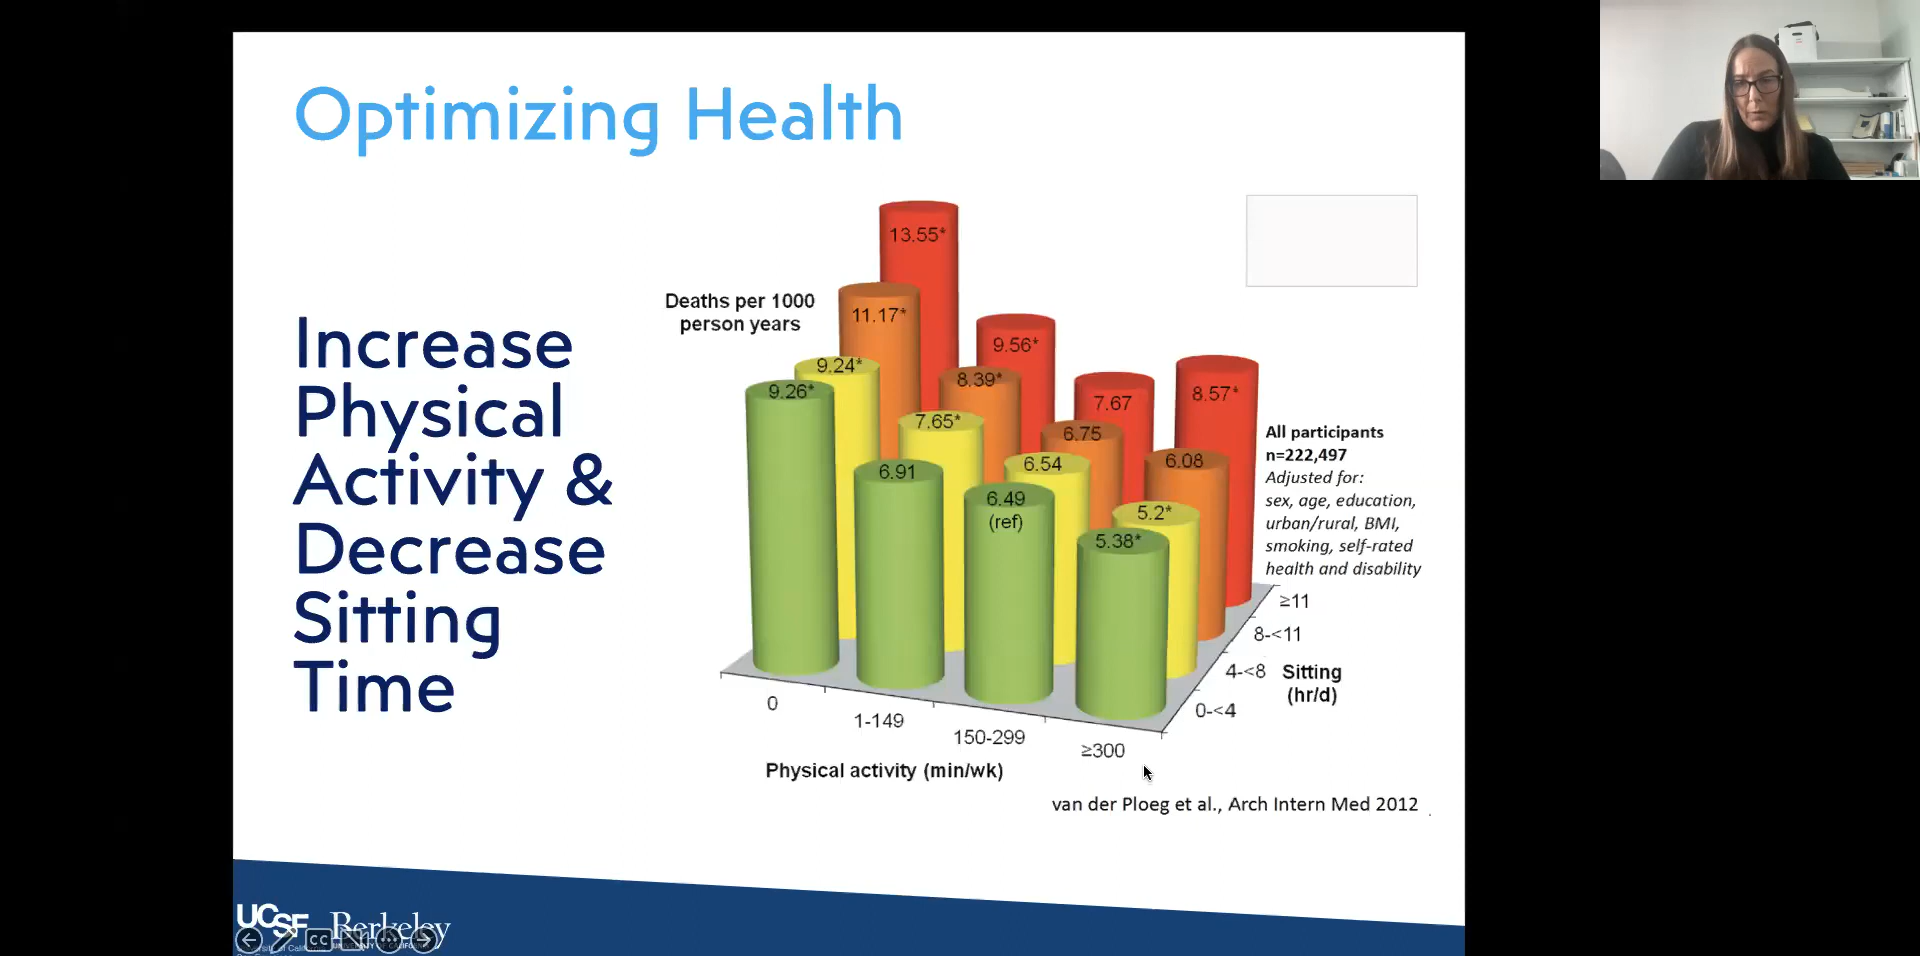 Optimizing Health
Increase
Physical
Activity &
Decrease
Sitting
Time
Deaths per 1000
person years
13.55*
11.17*
9.24*
9.26*
9.56*
8.39*
7.65*
6.91
7.67
6.75
6.54
6.49
(ref)
8.57*
6.08
5.2*
5.38*
All participants
n=222,497
Adjusted for:
sex, age, education,
urban/rural, BMI,
smoking, self-rated
health and disability
≥11
8-<11
4-<8
0-<4
Sitting
(hr/d)
0
1-149
150-299
≥300
Physical activity (min/wk)
van der Ploeg et al., Arch Intern Med 2012
UCSF
Berkeley
CC